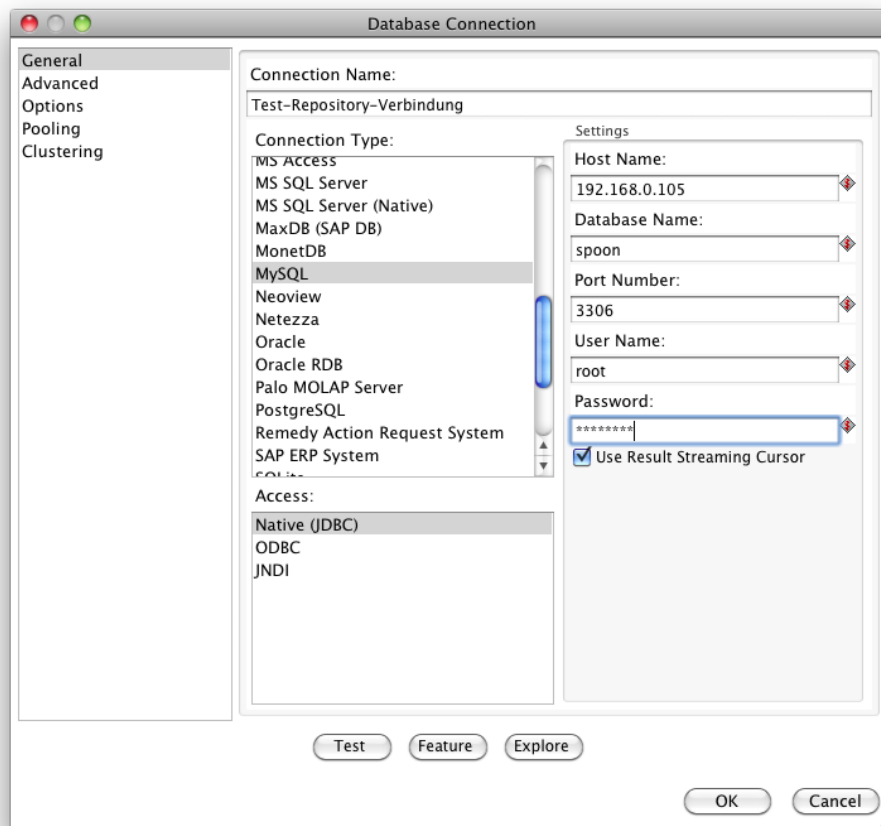 Database Connection
General
Advanced
Options
Pooling
Clustering
Connection Name:
Test-Repository-Verbindung
Connection Type:
MS Access
MS SQL Server
MS SQL Server (Native)
MaxDB (SAP DB)
MonetDB
MySQL
Neoview
Netezza
Oracle
Oracle RDB
Palo MOLAP Server
PostgreSQL
Remedy Action Request System
SAP ERP System
SQLite
Access:
Native (JDBC)
ODBC
JNDI
Settings
Host Name:
192.168.0.105
Database Name:
spoon
Port Number:
3306
User Name:
root
Password:
********
Use Result Streaming Cursor
Test
Feature
Explore
OK
Cancel